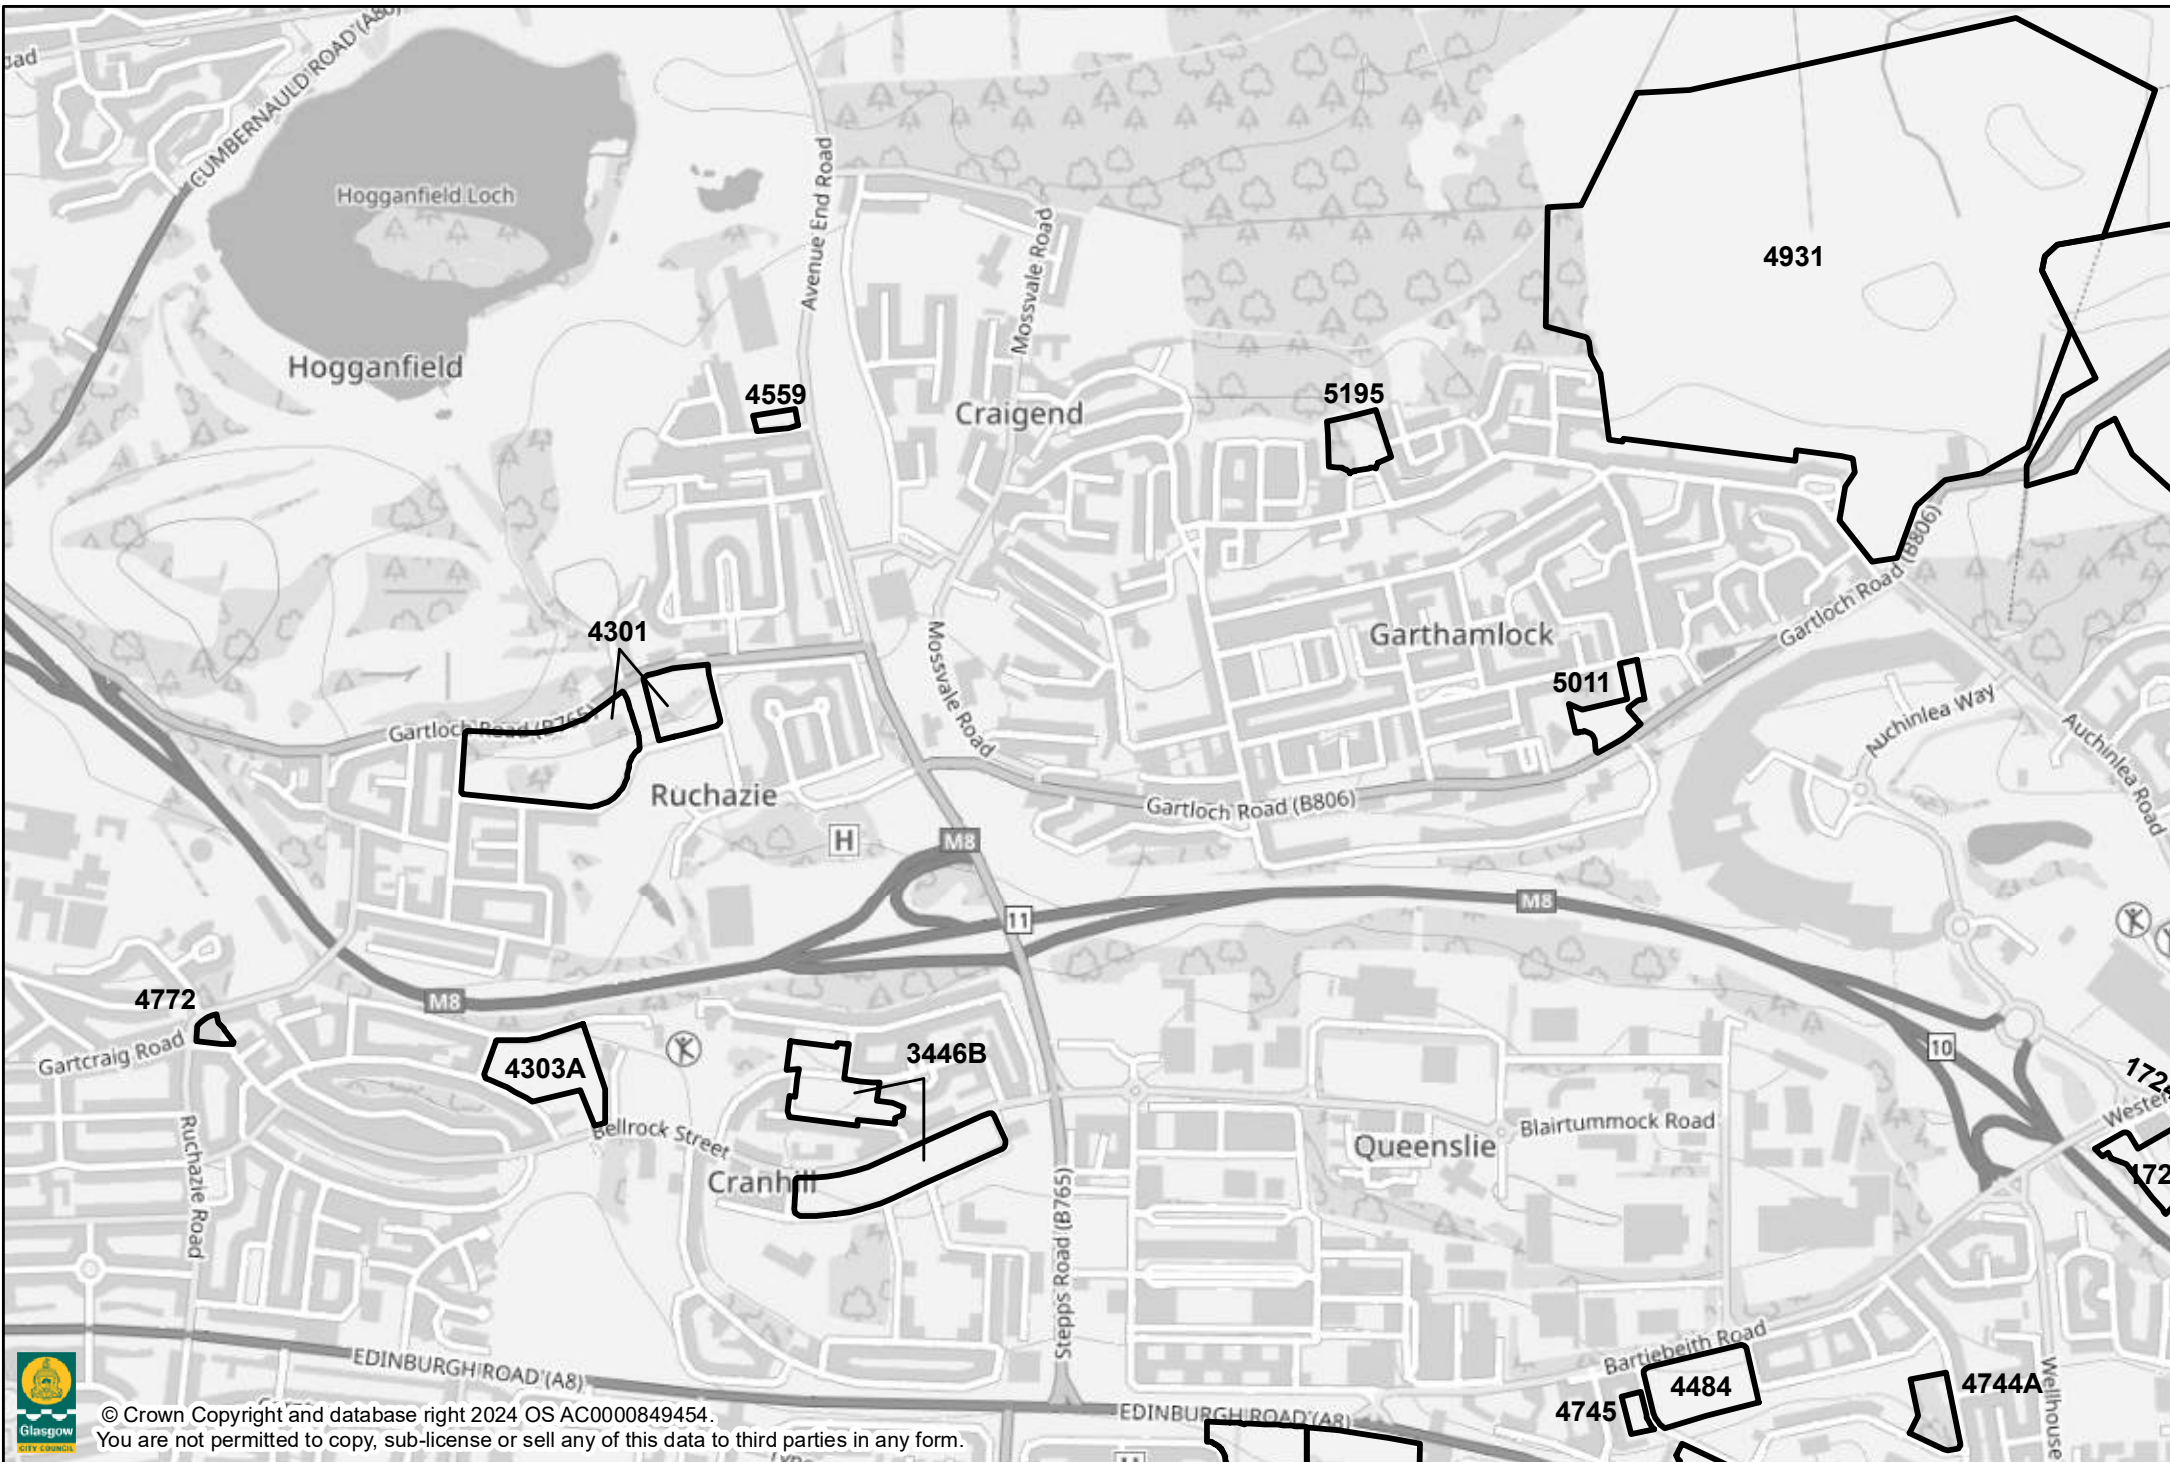 CUMBERNAULD ROAD (A80)
Hogganfield Loch
Avenue End Road
Mossvale Road
4931
Hogganfield
4559
Craigend
5195
Gartloch Road (B806)
4301
Garthamlock
Mossvale Road
5011
Auchinlea Way
Auchinlea Road
Gartloch Road (B765)
Ruchazie
Gartloch Road (B806)
H
M8
M8
11
4772
M8
Gartcraig Road
4303A
3446B
10
Bellrock Street
Blairtummock Road
Queenslie
Cranhill
Ruchazie Road
Stepps Road (B765)
172
EDINBURGH ROAD (A8)
Bartiebeith Road
4484
4744A
4745
Wellhouse
EDINBURGH ROAD (A8)
Glasgow
CITY COUNCIL
© Crown Copyright and database right 2024 OS AC0000849454.
You are not permitted to copy, sub-license or sell any of this data to third parties in any form.